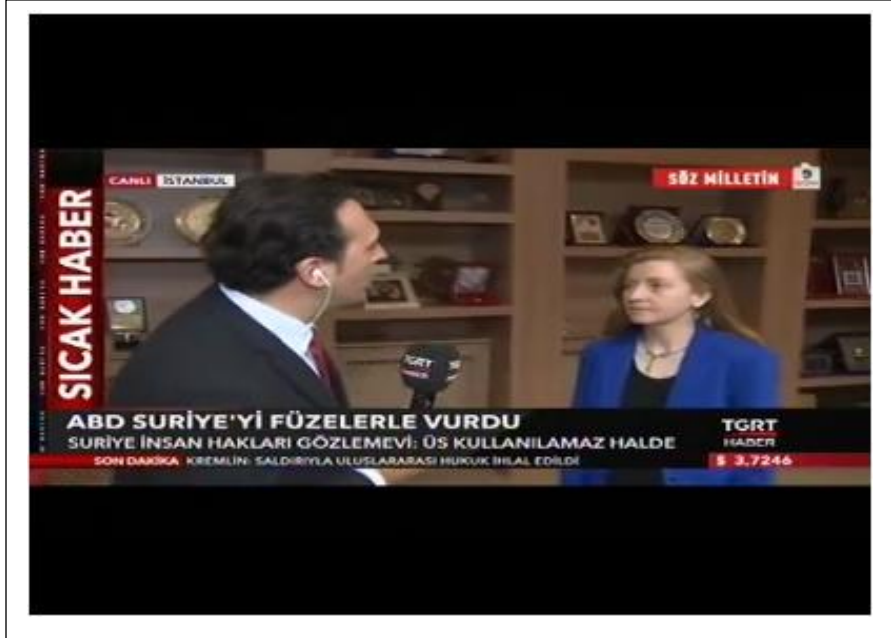 CANLI İSTANBUL
SÖZ MİLLETİN
SICAK HABER
TGRT HABER
ABD SURİYE'Yİ FÜZELERLE VURDU
SURİYE İNSAN HAKLARI GÖZLEMEVİ: ÜS KULLANILAMAZ HALDE
TGRT
HABER
SON DAKİKA KREMLİN: SALDIRIYLA ULUSLARARASI HUKUK İHLAL EDİLDİ
$ 3.7246